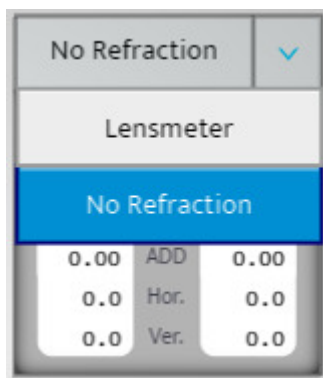 No Refraction
Lensmeter
No Refraction
0.00 ADD 0.00
0.0 Hor. 0.0
0.0 Ver. 0.0